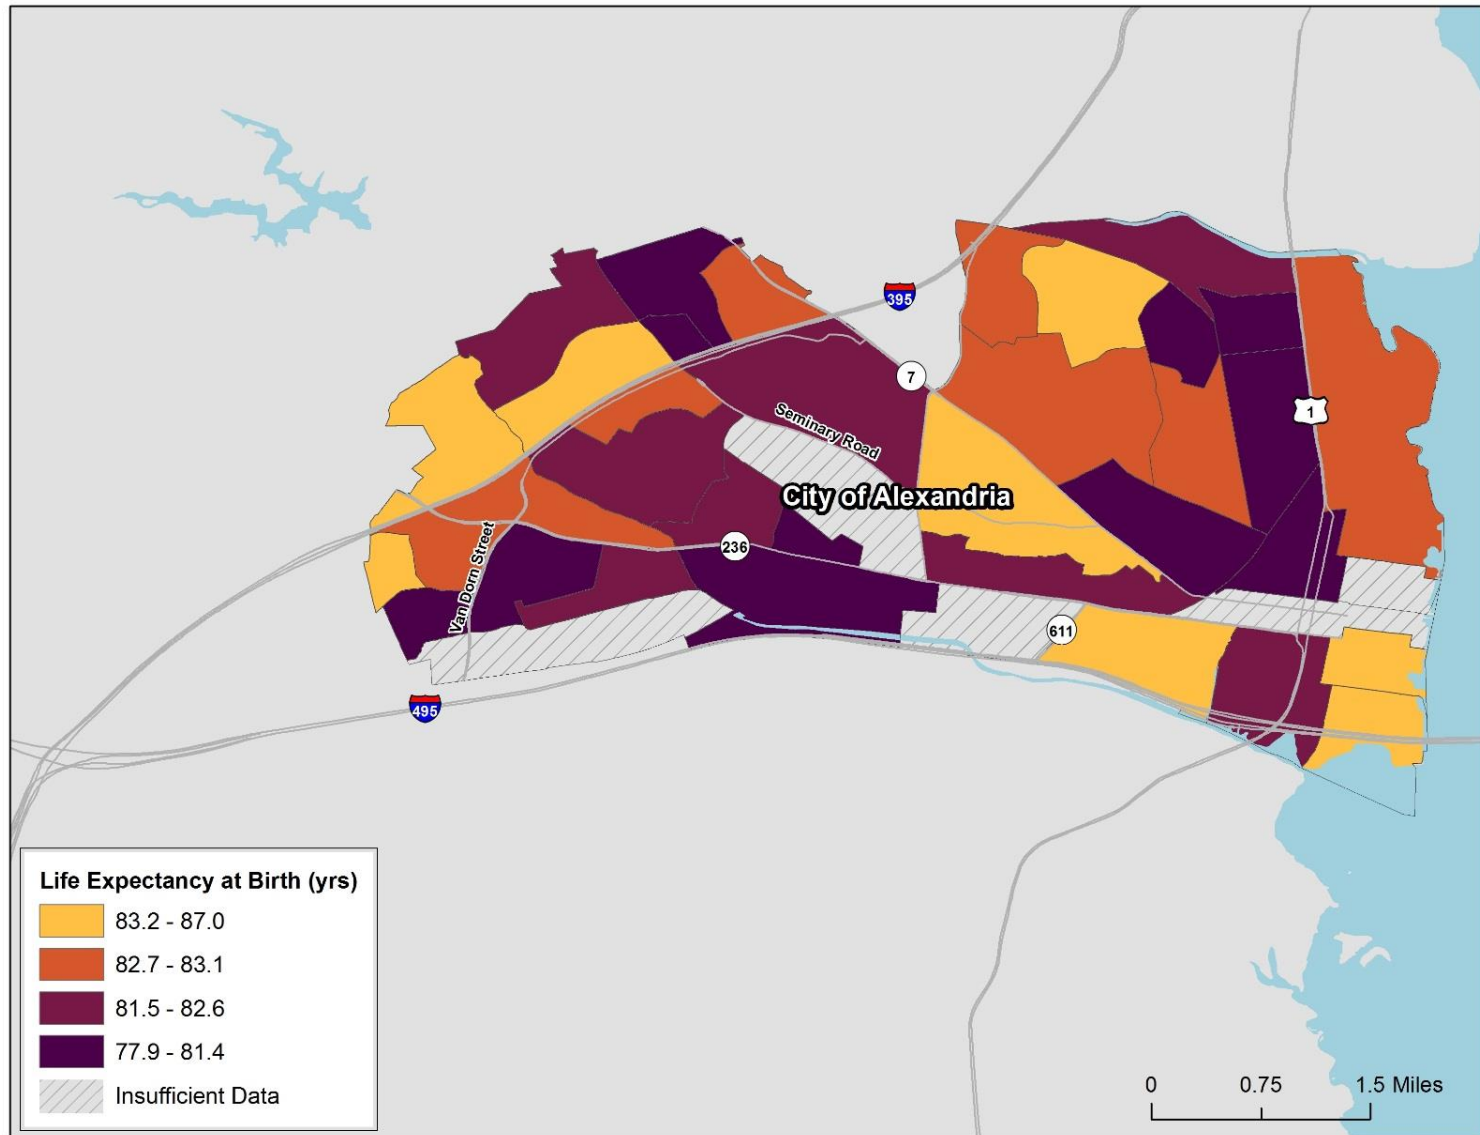 395
7
Seminary Road
1
City of Alexandria
236
Van Dorn Street
611
495
Life Expectancy at Birth (yrs)
83.2 - 87.0
82.7 - 83.1
81.5 - 82.6
77.9 - 81.4
Insufficient Data
0 0.75 1.5 Miles